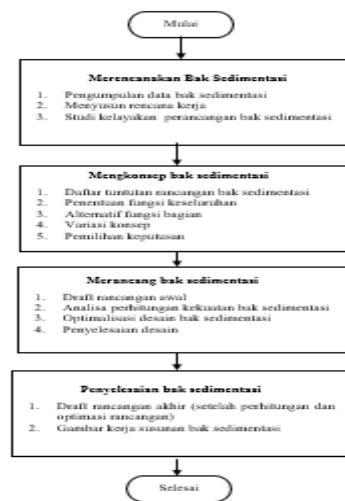 Mulai
Merencanakan Bak Sedimentasi
1. Pengumpulan data bak sedimentasi
2. Menyusun rencana kerja
3. Studi kelayakan perancangan bak sedimentasi
Mengkonsep bak sedimentasi
1. Daftar tuntutan rancangan bak sedimentasi
2. Penentuan fungsi keseluruhan
3. Alternatif fungsi bagian
4. Variasi konsep
5. Pemilihan keputusan
Merancang bak sedimentasi
1. Draft rancangan awal
2. Analisa perhitungan kekuatan bak sedimentasi
3. Optimalisasi desain bak sedimentasi
4. Penyelesaian desain
Penyelesaian bak sedimentasi
1. Draft rancangan akhir (setelah perhitungan dan
optimasi rancangan)
2. Gambar kerja susunan bak sedimentasi
Selesai